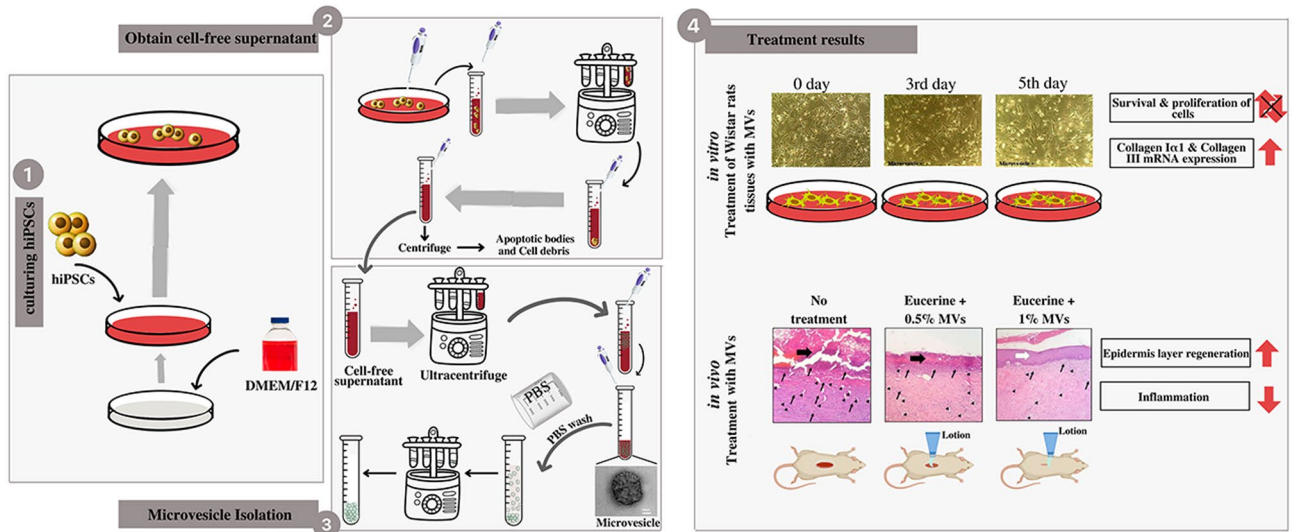 1
culturing hiPSCs
hiPSCs
DMEM/F12
2
Obtain cell-free supernatant
Centrifuge
Apoptotic bodies
and Cell debris
Cell-free
supernatant
Ultracentrifuge
PBS
PBS wash
Microvesicle
Microvesicle Isolation
3
4
Treatment results
in vitro
Treatment of Wistar rats
tissues with MVs
0 day
3rd day
5th day
Microvesicle
Microvesicle
Survival & proliferation of
cells
Collagen Iα1 & Collagen
III mRNA expression
in vivo
Treatment with MVs
No
treatment
Eucerine +
0.5% MVs
Eucerine +
1% MVs
Epidermis layer regeneration
Inflammation
Lotion
Lotion